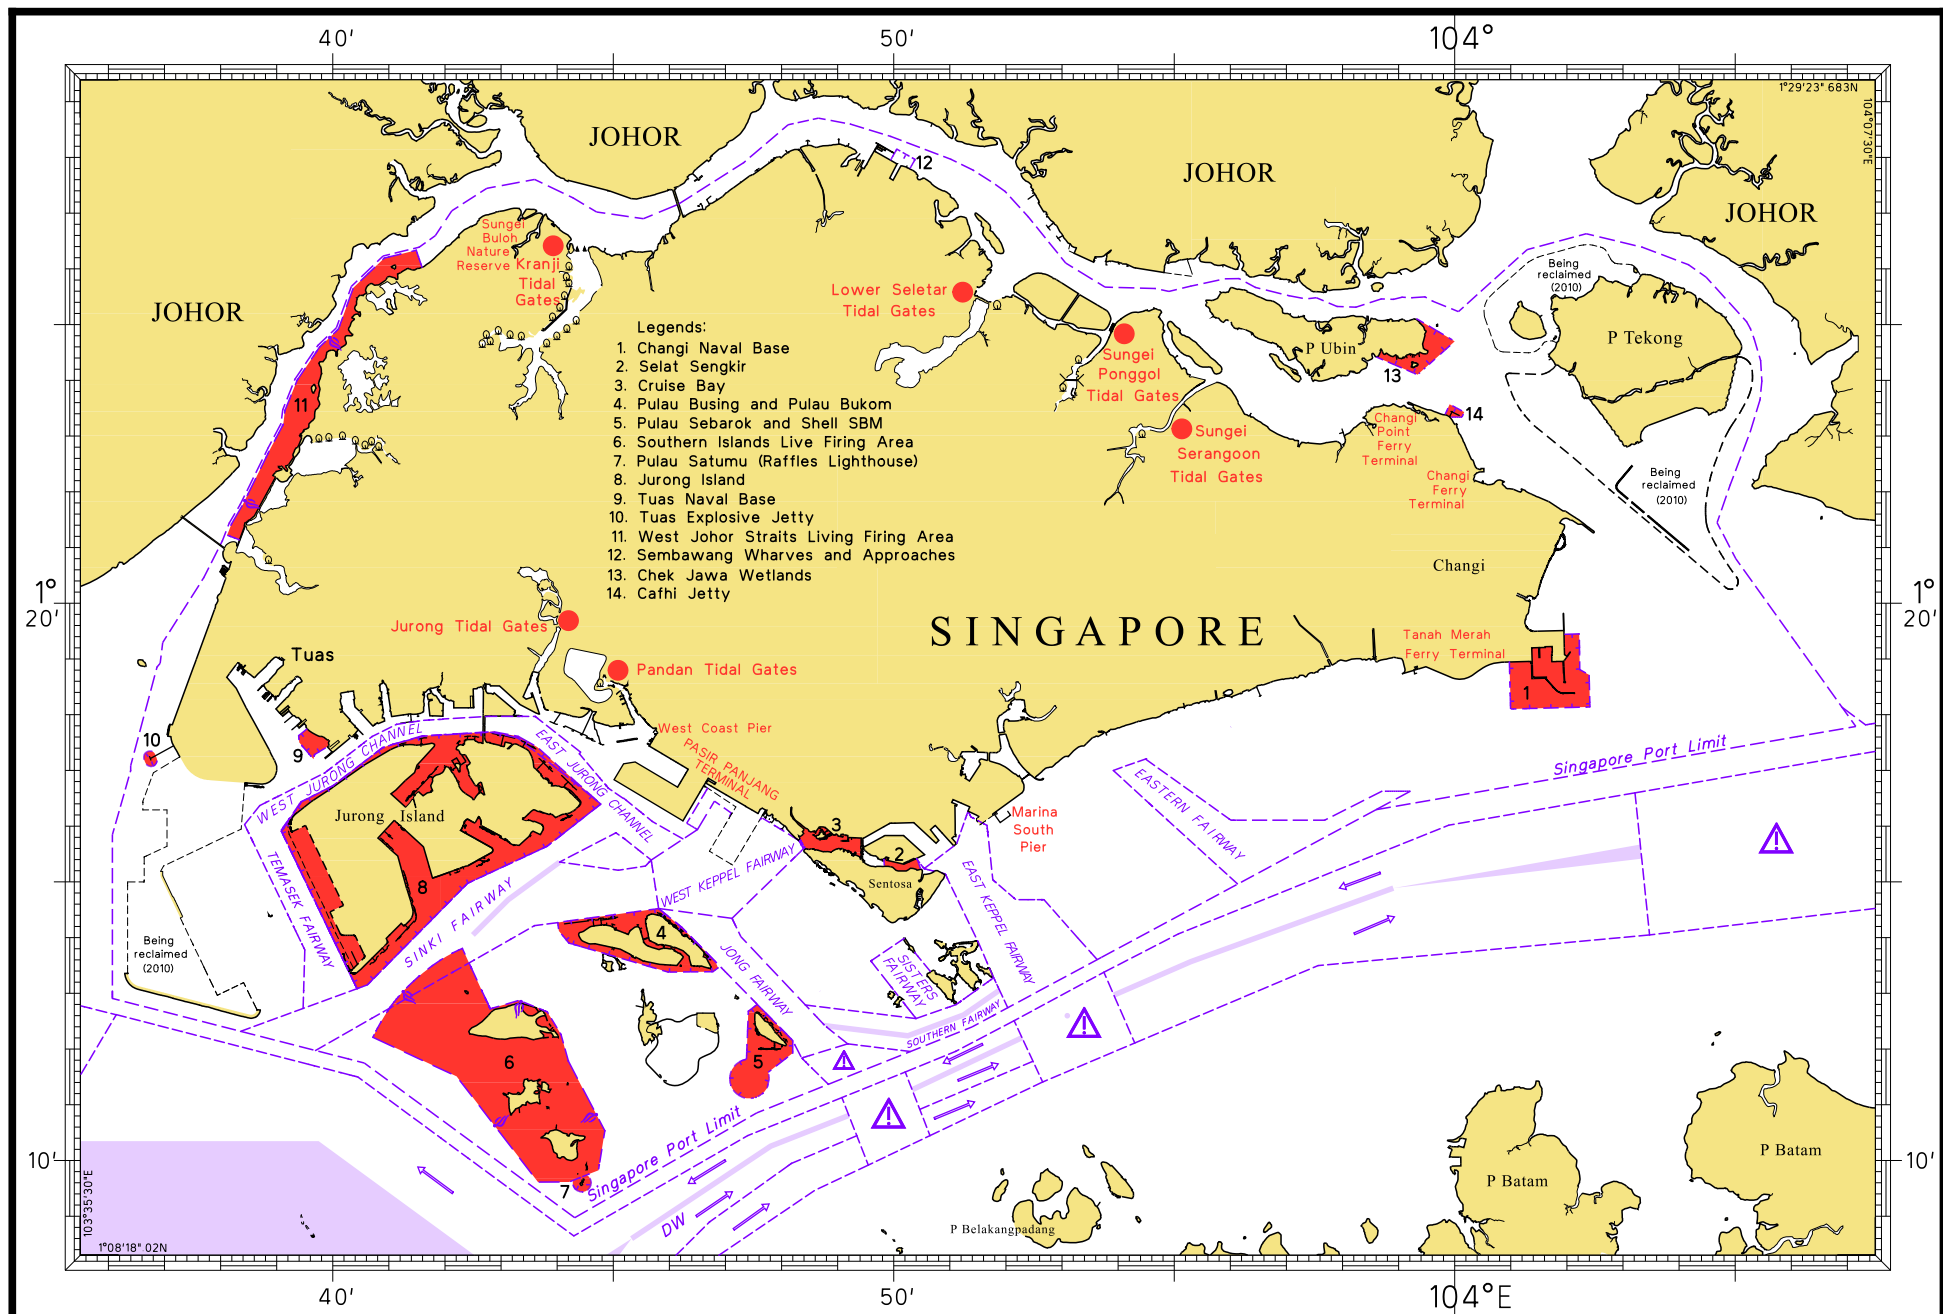 40'
50'
104°
1°29'23".683N
104°07'30"E
JOHOR
JOHOR
JOHOR
JOHOR
12
Sungei
Buloh
Nature
Reserve
Kranji
Tidal
Gates
Lower Seletar
Tidal Gates
Being
reclaimed
(2010)
P Tekong
P Ubin
13
14
Sungei
Ponggol
Tidal Gates
Sungei
Serangoon
Tidal Gates
Changi
Point
Ferry
Terminal
Changi
Ferry
Terminal
Being
reclaimed
(2010)
11
Legends:
1. Changi Naval Base
2. Selat Sengkir
3. Cruise Bay
4. Pulau Busing and Pulau Bukom
5. Pulau Sebarok and Shell SBM
6. Southern Islands Live Firing Area
7. Pulau Satumu (Raffles Lighthouse)
8. Jurong Island
9. Tuas Naval Base
10. Tuas Explosive Jetty
11. West Johor Straits Living Firing Area
12. Sembawang Wharves and Approaches
13. Chek Jawa Wetlands
14. Cafhi Jetty
Changi
1°
20'
1°
20'
SINGAPORE
Jurong Tidal Gates
Pandan Tidal Gates
Tuas
Tanah Merah
Ferry Terminal
1
10
9
West Coast Pier
PASIR PANJANG
TERMINAL
WEST JURONG CHANNEL
EAST JURONG CHANNEL
Singapore Port Limit
EASTERN FAIRWAY
Jurong Island
Marina
South
Pier
3
2
Sentosa
8
TEMASEK FAIRWAY
SINKI FAIRWAY
WEST KEPPEL FAIRWAY
EAST KEPPEL FAIRWAY
4
JONG FAIRWAY
SISTERS
FAIRWAY
SOUTHERN FAIRWAY
Being
reclaimed
(2010)
6
5
7
Singapore Port Limit
DW
10'
10'
P Batam
P Batam
P Belakangpadang
103°35'30"E
1°08'18".02N
40'
50'
104°E